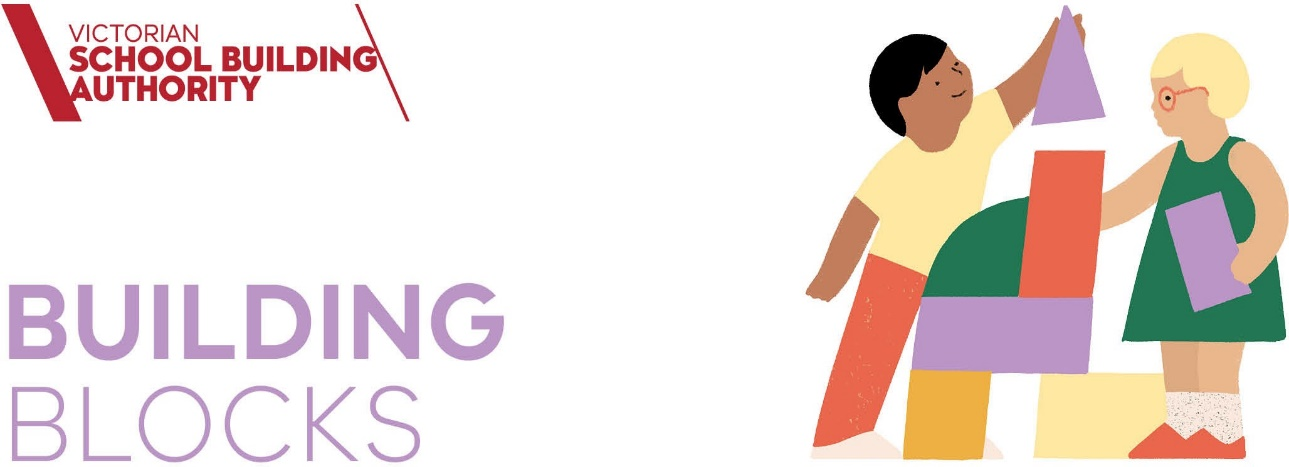 VICTORIAN
SCHOOL BUILDING
AUTHORITY
BUILDING
BLOCKS